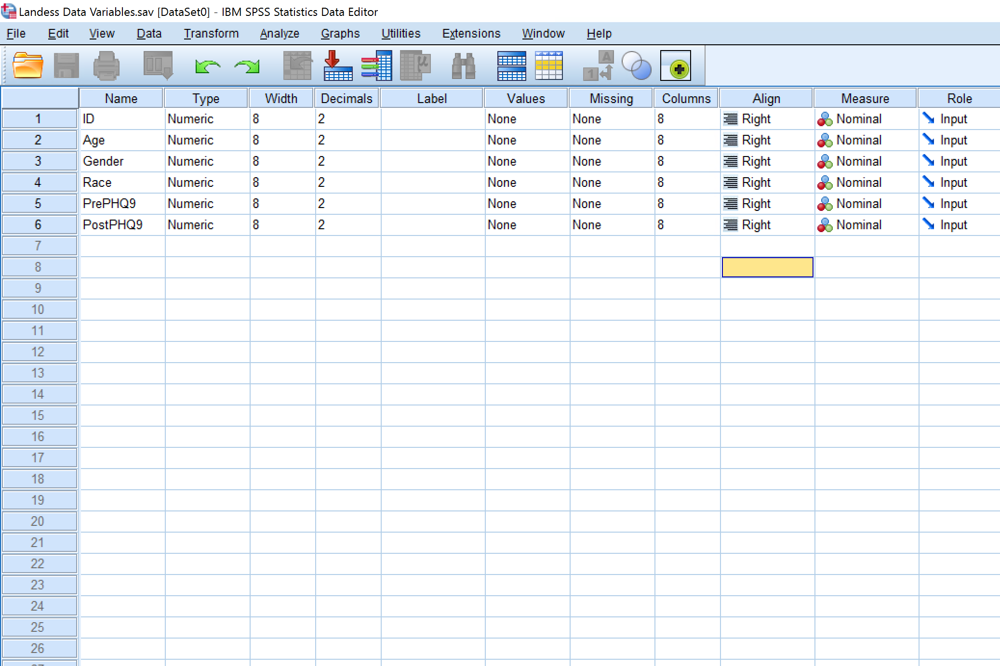 Landess Data Variables.sav [DataSet0] - IBM SPSS Statistics Data Editor
File Edit View Data Transform Analyze Graphs Utilities Extensions Window Help
Name Type Width Decimals Label Values Missing Columns Align Measure Role
1 ID Numeric 8 2 None None 8 Right Nominal Input
2 Age Numeric 8 2 None None 8 Right Nominal Input
3 Gender Numeric 8 2 None None 8 Right Nominal Input
4 Race Numeric 8 2 None None 8 Right Nominal Input
5 PrePHQ9 Numeric 8 2 None None 8 Right Nominal Input
6 PostPHQ9 Numeric 8 2 None None 8 Right Nominal Input
7
8
9
10
11
12
13
14
15
16
17
18
19
20
21
22
23
24
25
26